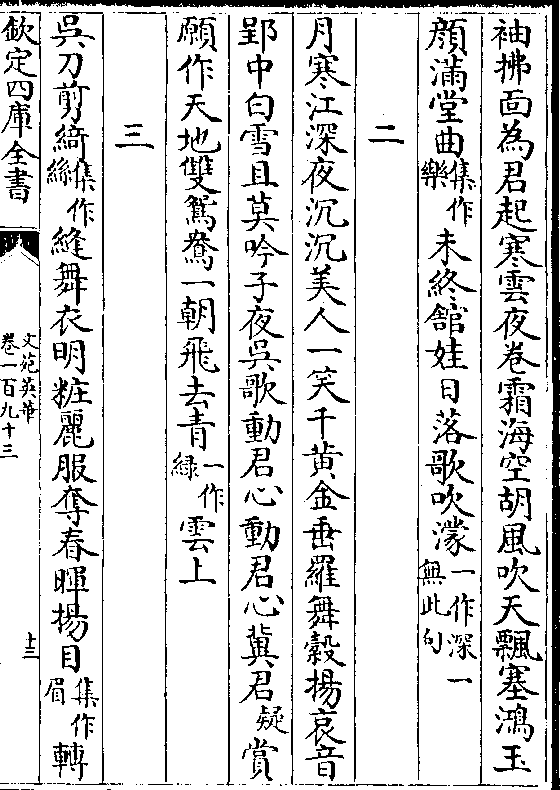 袖拂面為君起寒雲夜卷霜海空胡風吹天飄塞鴻玉
顔滿堂曲集作樂未終舘娃日落歌吹濛一作深一無此句
二
月寒江深夜沉沉美人一笑千黄金垂羅舞縠揚哀音
郢中白雪且莫吟子夜吳歌動君心動君心冀君疑賞
願作天地雙鴛鴦一朝飛去青一作緑雲上
三
吳刀剪綺集作綵縫舞衣明粧麗服奪春暉揚目集作眉轉
欽定四庫全書
文苑英華
卷一百九十三
十三